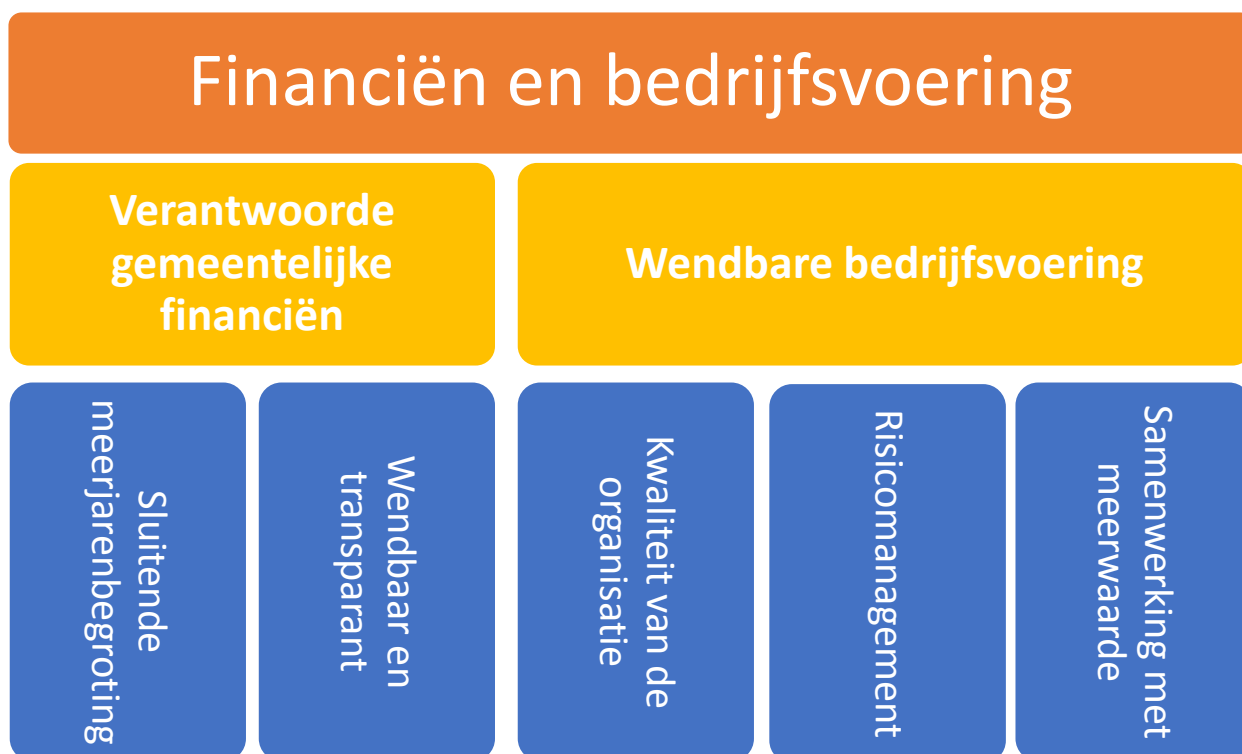 Financiën en bedrijfsvoering
Verantwoorde
gemeentelijke
financiën
Wendbare bedrijfsvoering
Sluitende
meerjarenbegroting
Wendbaar en
transparant
Kwaliteit van de
organisatie
Risicomanagement
Samenwerking met
meerwaarde